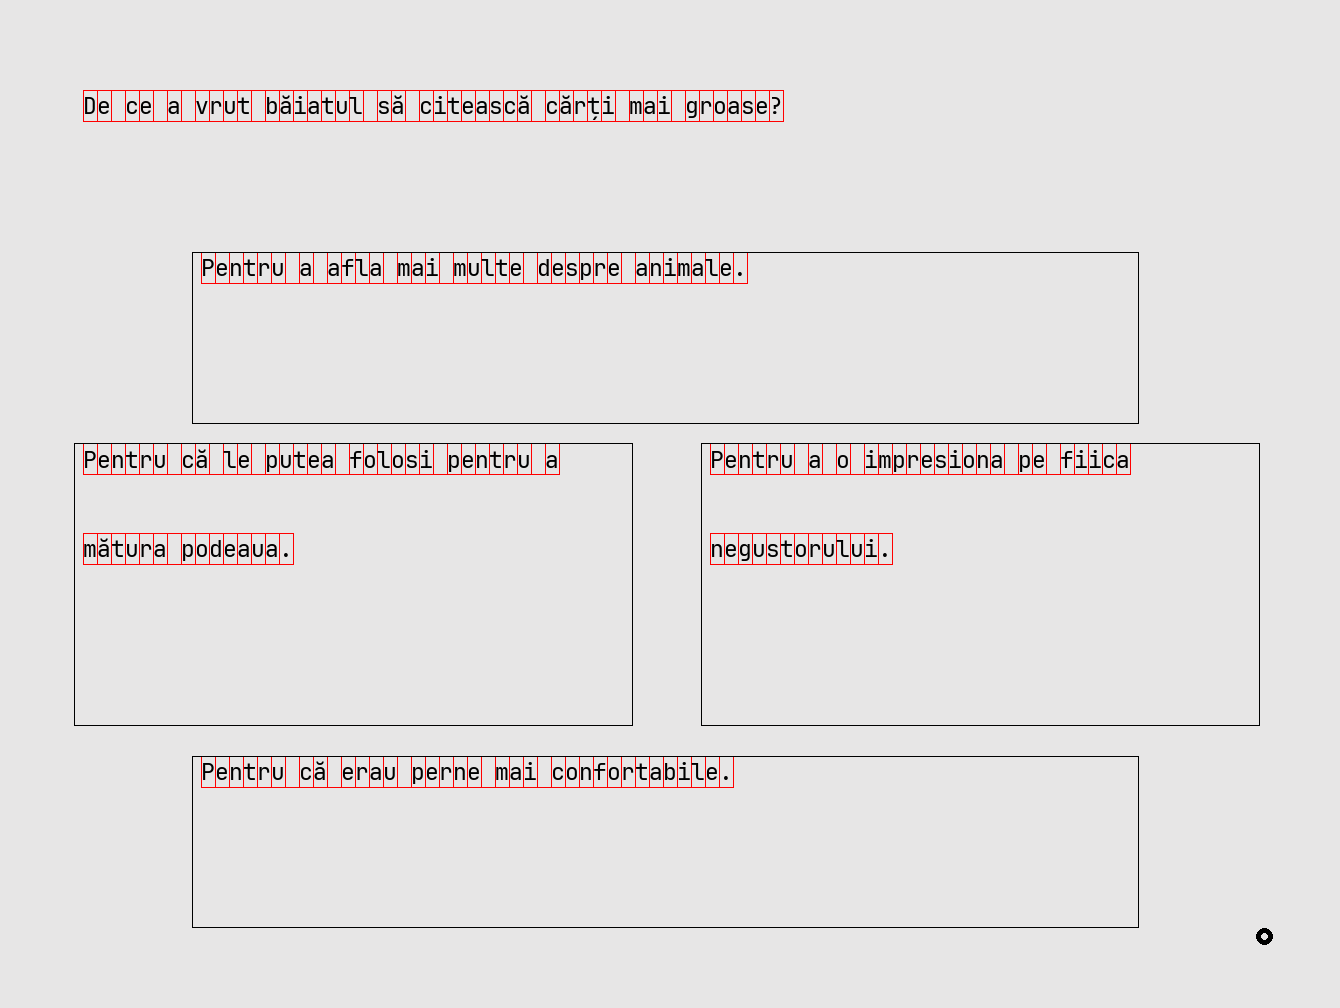 De ce a vrut băiatul să citească cărți mai groase?
Pentru a afla mai multe despre animale.
Pentru că le putea folosi pentru a
mătura podeaua.
Pentru a o impresiona pe fiica
negustorului.
Pentru că erau perne mai confortabile.